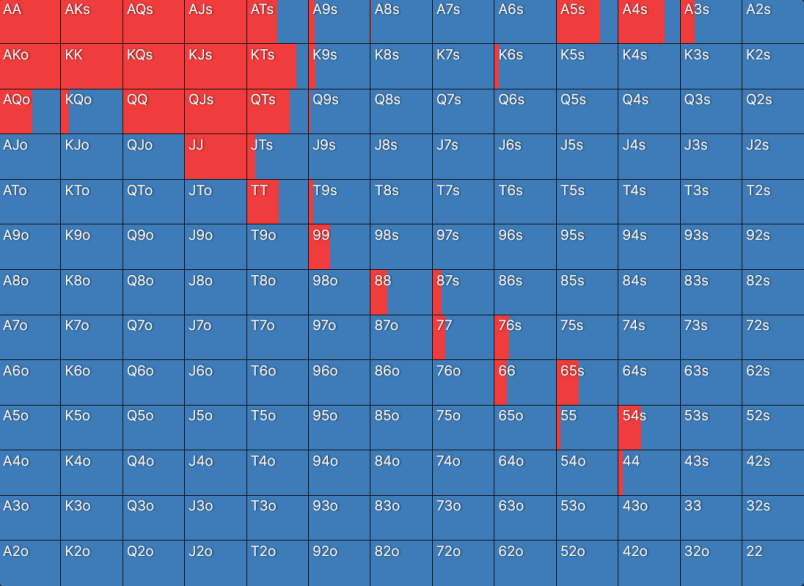 AA AKs AQs AJs ATs A9s A8s A7s A6s A5s A4s A3s A2s
AKo KK KQs KJs KTs K9s K8s K7s K6s K5s K4s K3s K2s
AQo KQo QQ QJs QTs Q9s Q8s Q7s Q6s Q5s Q4s Q3s Q2s
AJo KJo QJo JJ JTs J9s J8s J7s J6s J5s J4s J3s J2s
ATo KTo QTo JTo TT T9s T8s T7s T6s T5s T4s T3s T2s
A9o K9o Q9o J9o T9o 99 98s 97s 96s 95s 94s 93s 92s
A8o K8o Q8o J8o T8o 98o 88 87s 86s 85s 84s 83s 82s
A7o K7o Q7o J7o T7o 97o 87o 77 76s 75s 74s 73s 72s
A6o K6o Q6o J6o T6o 96o 86o 76o 66 65s 64s 63s 62s
A5o K5o Q5o J5o T5o 95o 85o 75o 65o 55 54s 53s 52s
A4o K4o Q4o J4o T4o 94o 84o 74o 64o 54o 44 43s 42s
A3o K3o Q3o J3o T3o 93o 83o 73o 63o 53o 43o 33 32s
A2o K2o Q2o J2o T2o 92o 82o 72o 62o 52o 42o 32o 22